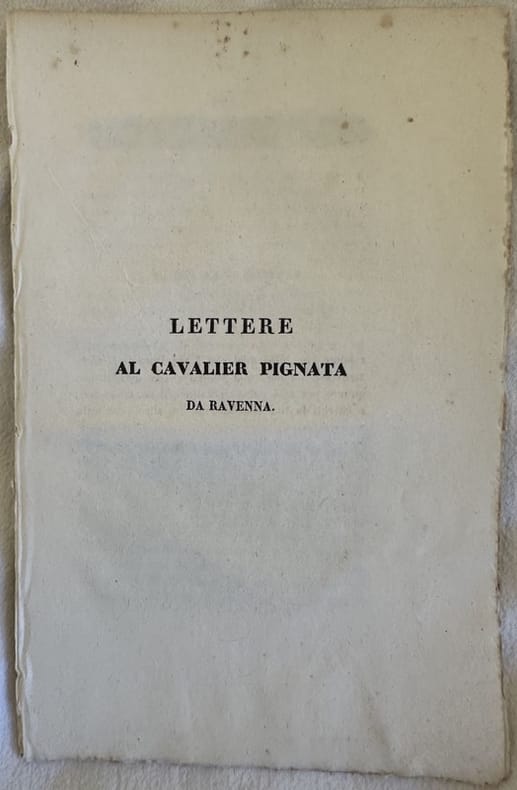 LETTERE
AL CAVALIER PIGNATA
DA RAVENNA.